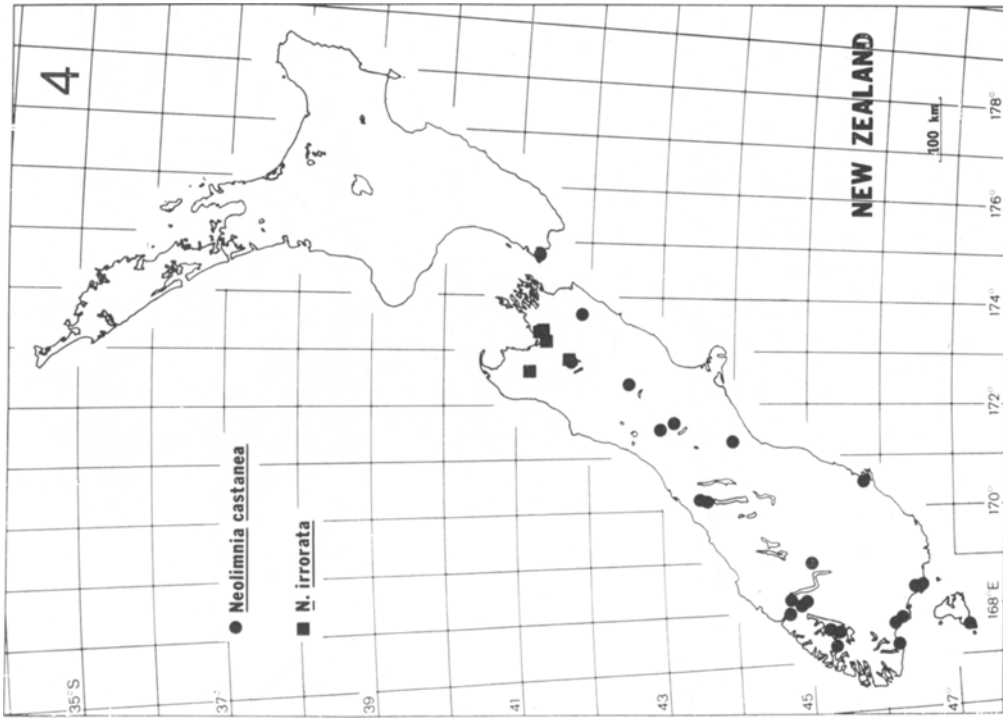 4
● Neolimnia castanea
■ N. irrorata
NEW ZEALAND
100 km
35°S
37°
39
41
43
45
47
168°E
170°
172°
174°
176°
178°